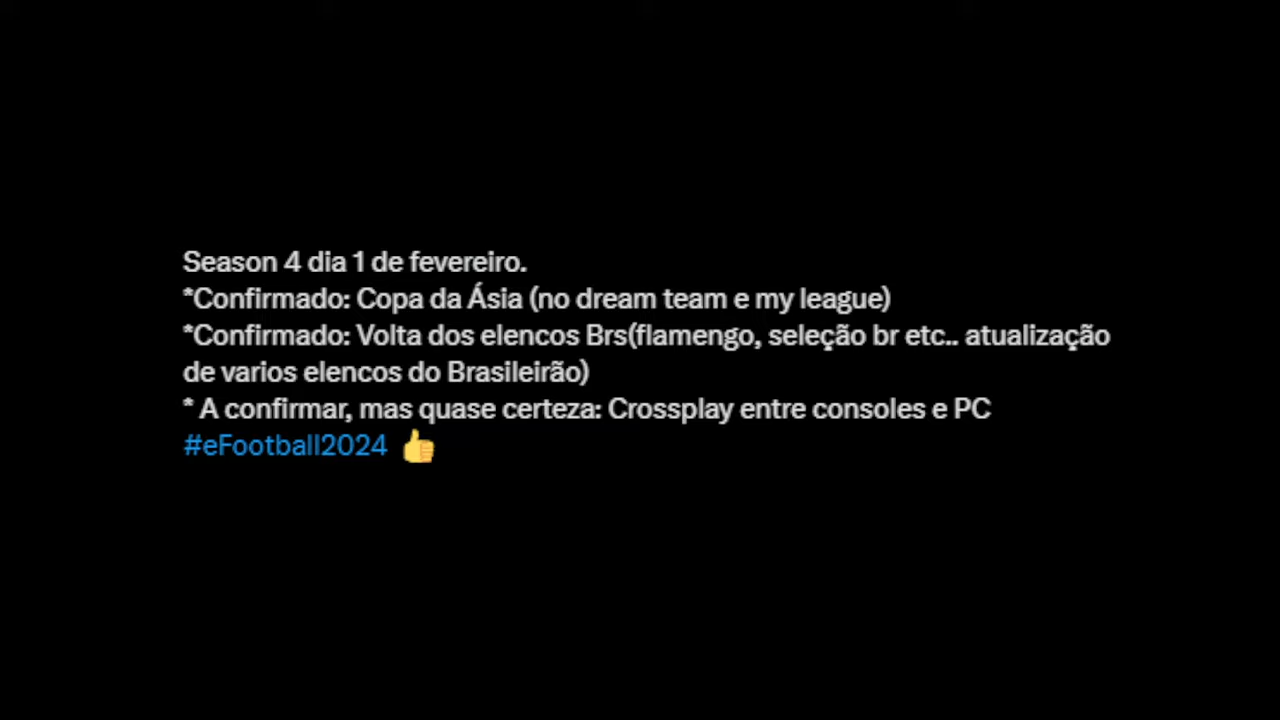 Season 4 dia 1 de fevereiro.
*Confirmado: Copa da Ásia (no dream team e my league)
*Confirmado: Volta dos elencos Brs(flamengo, seleção br etc.. atualização
de varios elencos do Brasileirão)
* A confirmar, mas quase certeza: Crossplay entre consoles e PC
#eFootball2024 👍